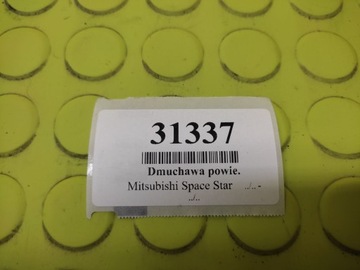 31337
Dmuchawa powie.
Mitsubishi Space Star ../.. -
../..